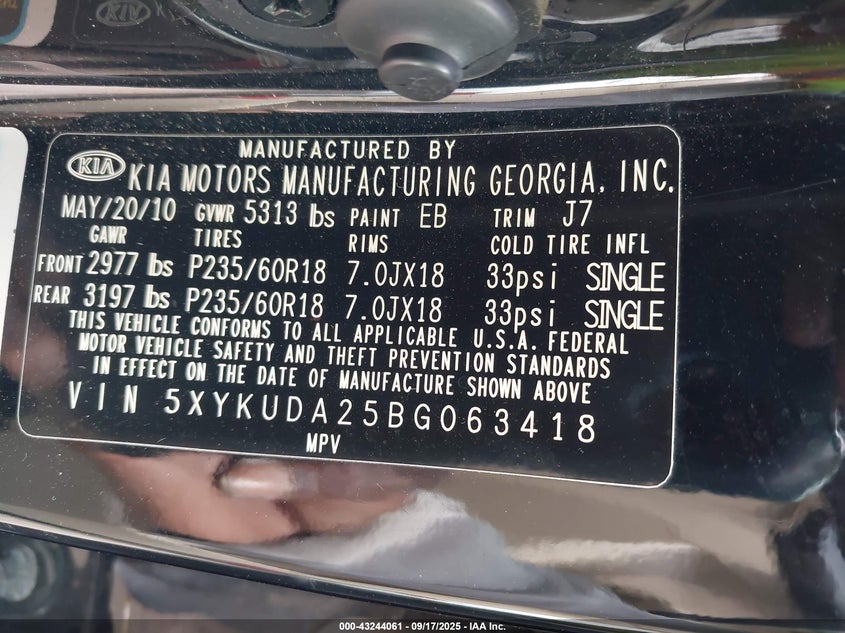 KIA
MANUFACTURED BY
KIA KIA MOTORS MANUFACTURING GEORGIA, INC.
MAY/20/10 GVWR 5313 lbs PAINT EB TRIM J7
GAWR TIRES RIMS COLD TIRE INFL
FRONT 2977 lbs P235/60R18 7.0JX18 33psi SINGLE
REAR 3197 lbs P235/60R18 7.0JX18 33psi SINGLE
THIS VEHICLE CONFORMS TO ALL APPLICABLE U.S.A. FEDERAL
MOTOR VEHICLE SAFETY AND THEFT PREVENTION STANDARDS
IN EFFECT ON THE DATE OF MANUFACTURE SHOWN ABOVE
VIN 5XYKUDA25BG063418
MPV
000-43244061 - 09/17/2025 - IAA Inc.